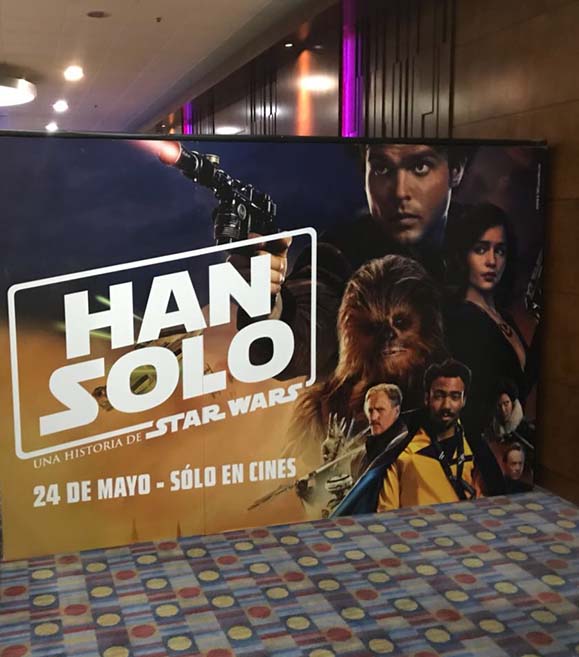 HAN
SOLO
UNA HISTORIA DE STAR WARS
24 DE MAYO - SÓLO EN CINES